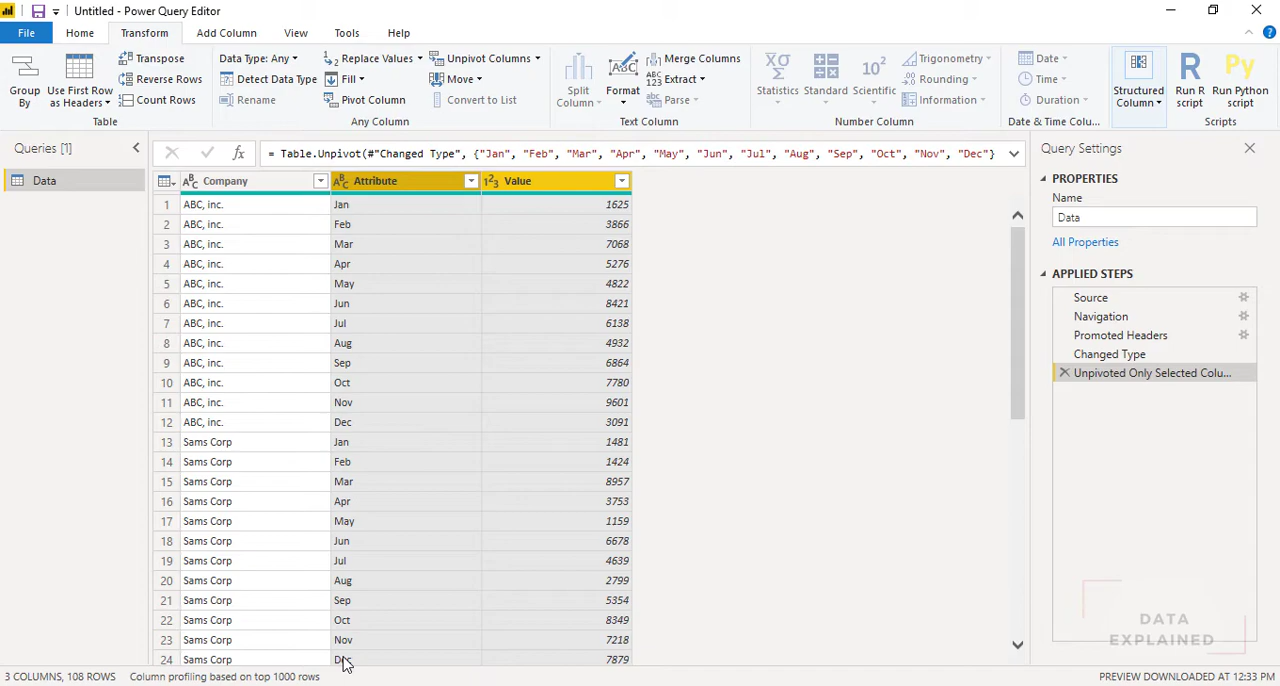 Untitled - Power Query Editor
File Home Transform Add Column View Tools Help
Group By
Use First Row as Headers
Transpose
Reverse Rows
Count Rows
Table
Data Type: Any
Detect Data Type
Rename
Replace Values
Fill
Pivot Column
Unpivot Columns
Move
Convert to List
Any Column
Split Column
Format
ABC
Merge Columns
ABC 123 Extract
abc Parse
Text Column
XΣσ Statistics
Standard
10² Scientific
Trigonometry
Rounding
Information
Number Column
Date
Time
Duration
Date & Time Colu...
Structured Column
R Run R script
Py Run Python script
Scripts
Queries [1]
Data
fx = Table.Unpivot(#"Changed Type", {"Jan", "Feb", "Mar", "Apr", "May", "Jun", "Jul", "Aug", "Sep", "Oct", "Nov", "Dec"}
ABC Company ABC Attribute 123 Value
1 ABC, inc. Jan 1625
2 ABC, inc. Feb 3866
3 ABC, inc. Mar 7068
4 ABC, inc. Apr 5276
5 ABC, inc. May 4822
6 ABC, inc. Jun 8421
7 ABC, inc. Jul 6138
8 ABC, inc. Aug 4932
9 ABC, inc. Sep 6864
10 ABC, inc. Oct 7780
11 ABC, inc. Nov 9601
12 ABC, inc. Dec 3091
13 Sams Corp Jan 1481
14 Sams Corp Feb 1424
15 Sams Corp Mar 8957
16 Sams Corp Apr 3753
17 Sams Corp May 1159
18 Sams Corp Jun 6678
19 Sams Corp Jul 4639
20 Sams Corp Aug 2799
21 Sams Corp Sep 5354
22 Sams Corp Oct 8349
23 Sams Corp Nov 7218
24 Sams Corp Dec 7879
Query Settings
PROPERTIES
Name
Data
All Properties
APPLIED STEPS
Source
Navigation
Promoted Headers
Changed Type
Unpivoted Only Selected Colu...
DATA
EXPLAINED
3 COLUMNS, 108 ROWS Column profiling based on top 1000 rows PREVIEW DOWNLOADED AT 12:33 PM